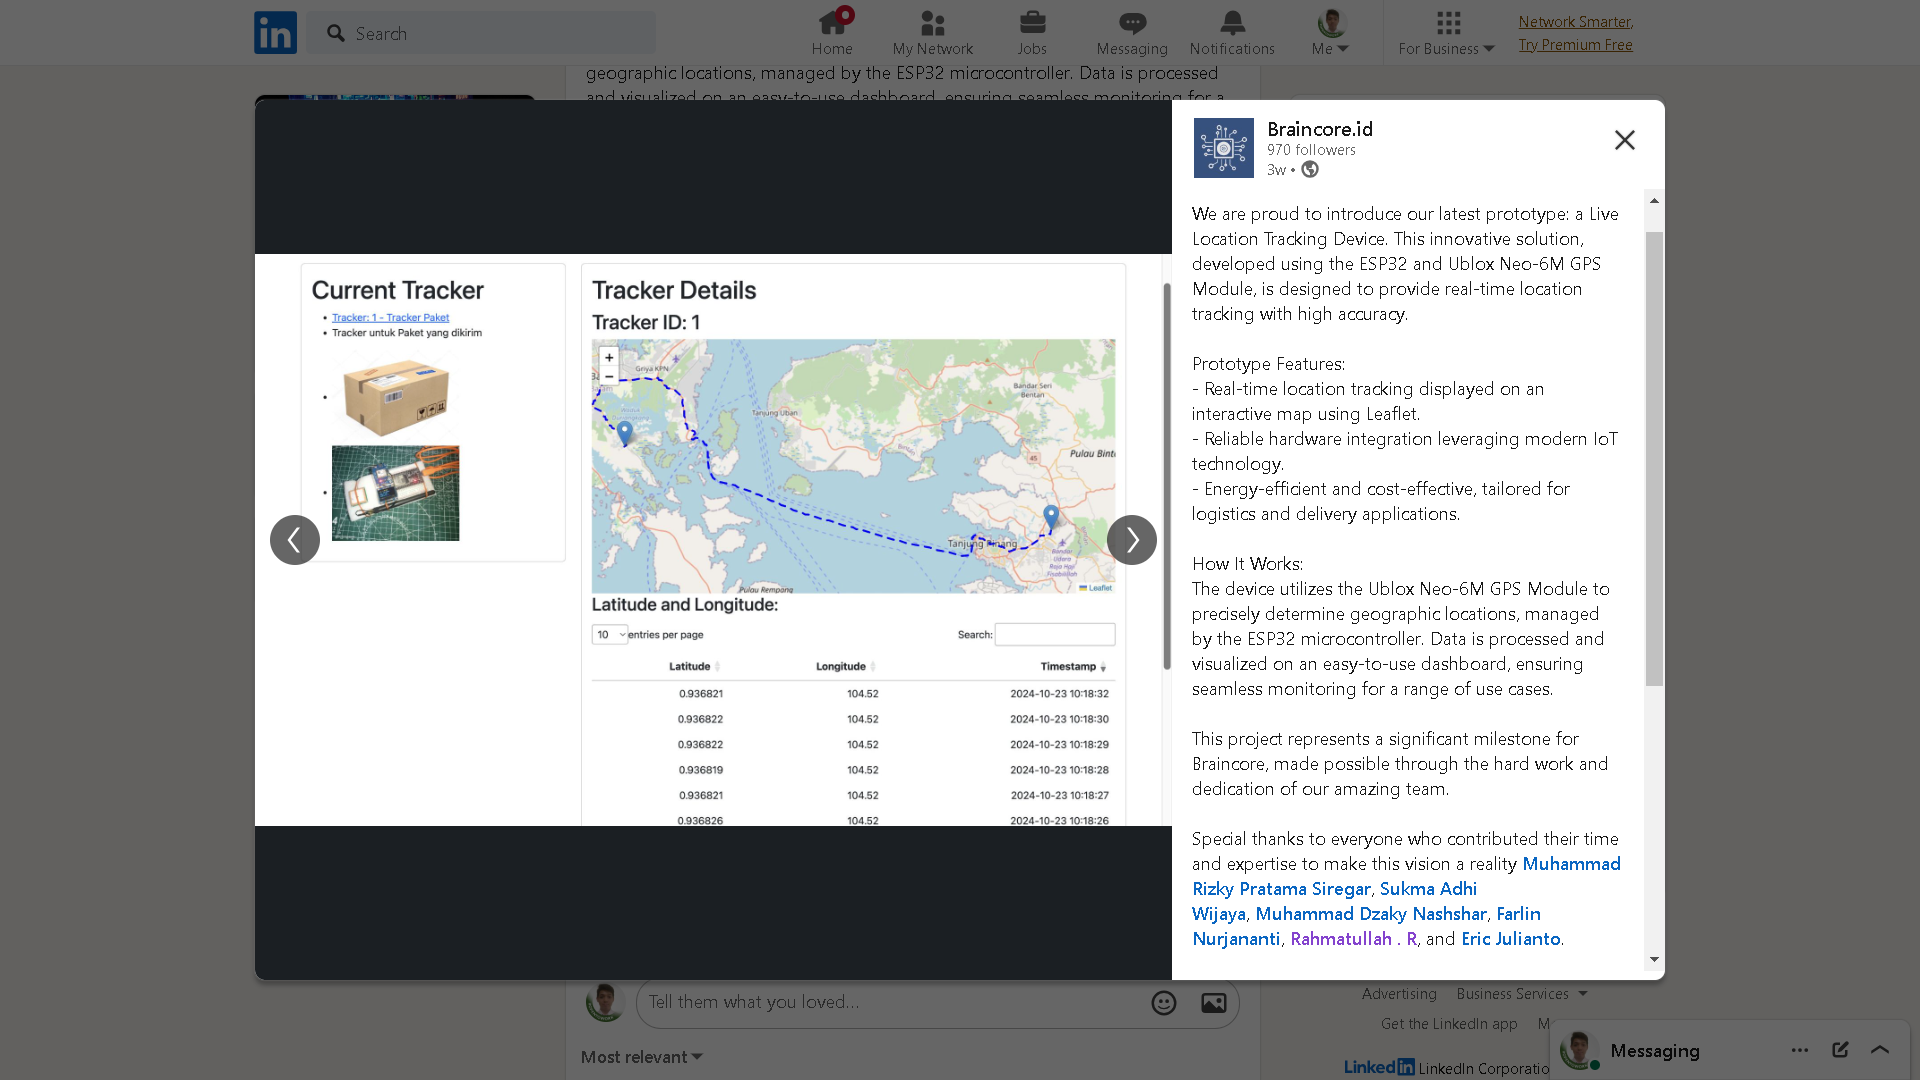 in
Search
Home
My Network
Jobs
Messaging
Notifications
Me
For Business
Network Smarter,
Try Premium Free
geographic locations, managed by the ESP32 microcontroller. Data is processed
and visualized on an easy-to-use dashboard, ensuring seamless monitoring for a
Current Tracker
Tracker: 1 - Tracker Paket
Tracker untuk Paket yang dikirim
Tracker Details
Tracker ID: 1
+
−
Griya KPN
Tanjung Uban
Bandar Seri
Bentan
45
Pulau Bint
Tanjung Pinang
Bandar
Udara
Raja Haji
Fisabilillah
Pulau Rempang
Leaflet
Latitude and Longitude:
10 entries per page
Search:
Latitude Longitude Timestamp
0.936821 104.52 2024-10-23 10:18:32
0.936822 104.52 2024-10-23 10:18:30
0.936822 104.52 2024-10-23 10:18:29
0.936819 104.52 2024-10-23 10:18:28
0.936821 104.52 2024-10-23 10:18:27
0.936826 104.52 2024-10-23 10:18:26
Braincore.id
970 followers
3w •
We are proud to introduce our latest prototype: a Live
Location Tracking Device. This innovative solution,
developed using the ESP32 and Ublox Neo-6M GPS
Module, is designed to provide real-time location
tracking with high accuracy.
Prototype Features:
- Real-time location tracking displayed on an
interactive map using Leaflet.
- Reliable hardware integration leveraging modern IoT
technology.
- Energy-efficient and cost-effective, tailored for
logistics and delivery applications.
How It Works:
The device utilizes the Ublox Neo-6M GPS Module to
precisely determine geographic locations, managed
by the ESP32 microcontroller. Data is processed and
visualized on an easy-to-use dashboard, ensuring
seamless monitoring for a range of use cases.
This project represents a significant milestone for
Braincore, made possible through the hard work and
dedication of our amazing team.
Special thanks to everyone who contributed their time
and expertise to make this vision a reality Muhammad
Rizky Pratama Siregar, Sukma Adhi
Wijaya, Muhammad Dzaky Nashshar, Farlin
Nurjananti, Rahmatullah . R, and Eric Julianto.
Tell them what you loved...
Most relevant
Advertising
Business Services
Get the LinkedIn app
M
LinkedIn LinkedIn Corporatio
Messaging